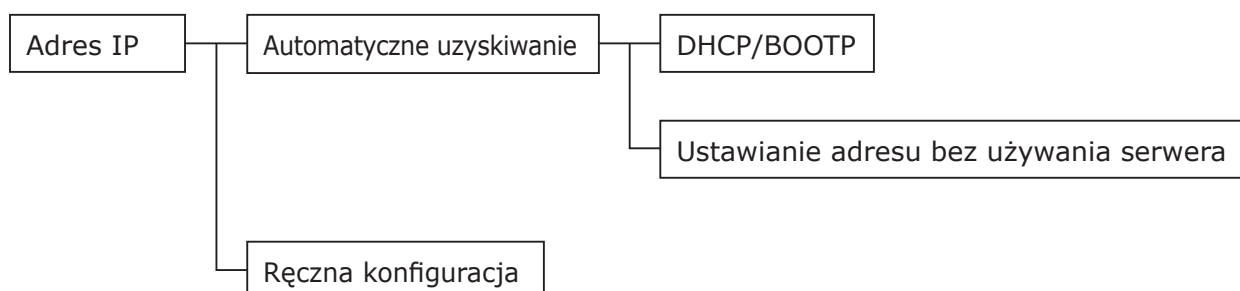 Adres IP
Automatyczne uzyskiwanie
DHCP/BOOTP
Ustawianie adresu bez używania serwera
Ręczna konfiguracja